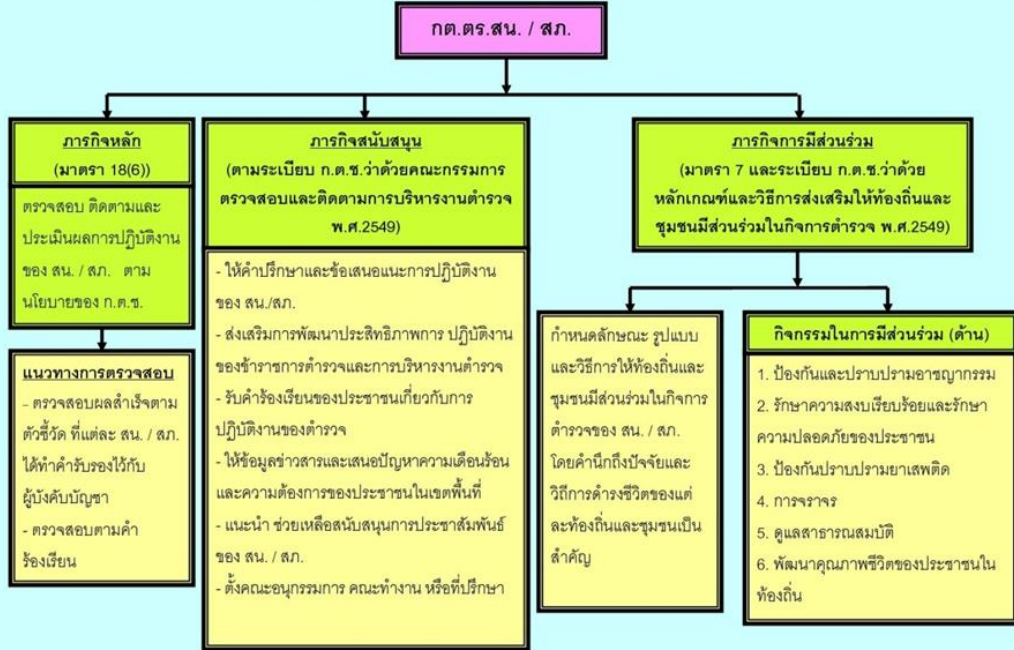 กต.ตร.สน. / สภ.
ภารกิจหลัก
(มาตรา 18(6))
ตรวจสอบ ติดตามและ
ประเมินผลการปฏิบัติงาน
ของ สน. / สภ. ตาม
นโยบายของ ก.ต.ช.
แนวทางการตรวจสอบ
- ตรวจสอบผลสำเร็จตาม
ตัวชี้วัด ที่แต่ละ สน. / สภ.
ได้ทำคำรับรองไว้กับ
ผู้บังคับบัญชา
- ตรวจสอบตามคำ
ร้องเรียน
ภารกิจสนับสนุน
(ตามระเบียบ ก.ต.ช.ว่าด้วยคณะกรรมการ
ตรวจสอบและติดตามการบริหารงานตำรวจ
พ.ศ.2549)
- ให้คำปรึกษาและข้อเสนอแนะการปฏิบัติงาน
ของ สน./สภ.
- ส่งเสริมการพัฒนาประสิทธิภาพการ ปฏิบัติงาน
ของข้าราชการตำรวจและการบริหารงานตำรวจ
- รับคำร้องเรียนของประชาชนเกี่ยวกับการ
ปฏิบัติงานของตำรวจ
- ให้ข้อมูลข่าวสารและเสนอปัญหาความเดือนร้อน
และความต้องการของประชาชนในเขตพื้นที่
- แนะนำ ช่วยเหลือสนับสนุนการประชาสัมพันธ์
ของ สน. / สภ.
- ตั้งคณะอนุกรรมการ คณะทำงาน หรือที่ปรึกษา
ภารกิจการมีส่วนร่วม
(มาตรา 7 และระเบียบ ก.ต.ช.ว่าด้วย
หลักเกณฑ์และวิธีการส่งเสริมให้ท้องถิ่นและ
ชุมชนมีส่วนร่วมในกิจการตำรวจ พ.ศ.2549)
กำหนดลักษณะ รูปแบบ
และวิธีการให้ท้องถิ่นและ
ชุมชนมีส่วนร่วมในกิจการ
ตำรวจของ สน. / สภ.
โดยคำนึกถึงปัจจัยและ
วิถีการดำรงชีวิตของแต่
ละท้องถิ่นและชุมชนเป็น
สำคัญ
กิจกรรมในการมีส่วนร่วม (ด้าน)
1. ป้องกันและปราบปรามอาชญากรรม
2. รักษาความสงบเรียบร้อยและรักษา
ความปลอดภัยของประชาชน
3. ป้องกันปราบปรามยาเสพติด
4. การจราจร
5. ดูแลสาธารณสมบัติ
6. พัฒนาคุณภาพชีวิตของประชาชนใน
ท้องถิ่น